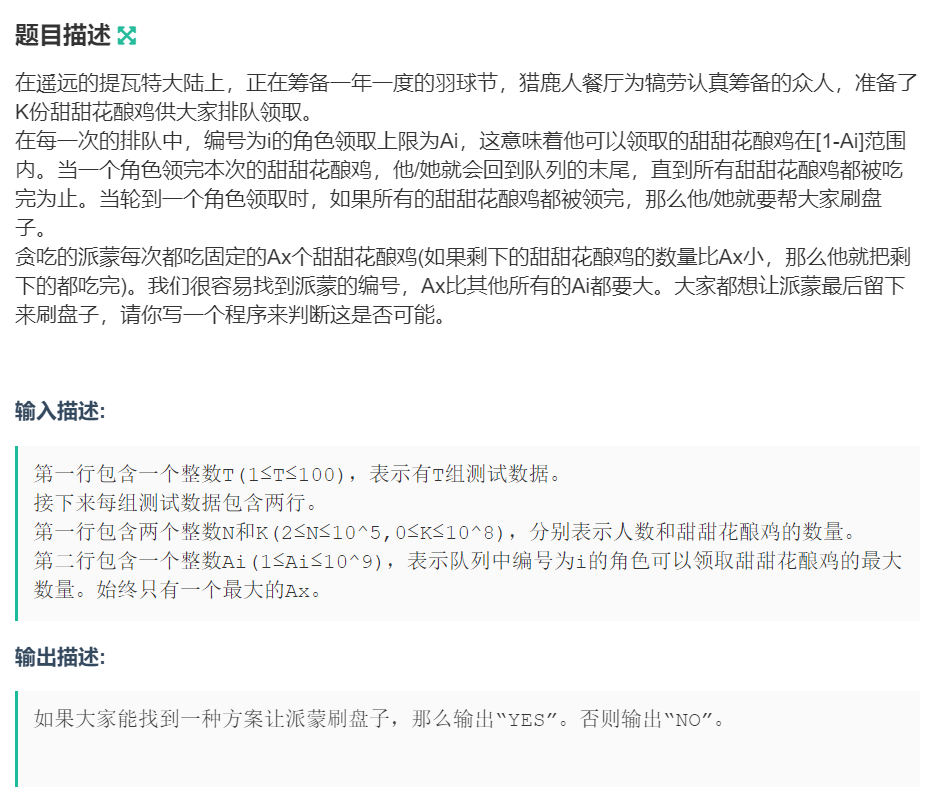 题目描述
在遥远的提瓦特大陆上，正在筹备一年一度的羽球节，猎鹿人餐厅为犒劳认真筹备的众人，准备了
K份甜甜花酿鸡供大家排队领取。
在每一次的排队中，编号为i的角色领取上限为Ai，这意味着他可以领取的甜甜花酿鸡在[1-Ai]范围
内。当一个角色领完本次的甜甜花酿鸡，他/她就会回到队列的末尾，直到所有甜甜花酿鸡都被吃
完为止。当轮到一个角色领取时，如果所有的甜甜花酿鸡都被领完，那么他/她就要帮大家刷盘
子。
贪吃的派蒙每次都吃固定的Ax个甜甜花酿鸡(如果剩下的甜甜花酿鸡的数量比Ax小，那么他就把剩
下的都吃完)。我们很容易找到派蒙的编号，Ax比其他所有的Ai都要大。大家都想让派蒙最后留下
来刷盘子，请你写一个程序来判断这是否可能。
输入描述:
第一行包含一个整数T(1≤T≤100)，表示有T组测试数据。
接下来每组测试数据包含两行。
第一行包含两个整数N和K(2≤N≤10^5,0≤K≤10^8)，分别表示人数和甜甜花酿鸡的数量。
第二行包含一个整数Ai(1≤Ai≤10^9)，表示队列中编号为i的角色可以领取甜甜花酿鸡的最大
数量。始终只有一个最大的Ax。
输出描述:
如果大家能找到一种方案让派蒙刷盘子，那么输出“YES”。否则输出“NO”。